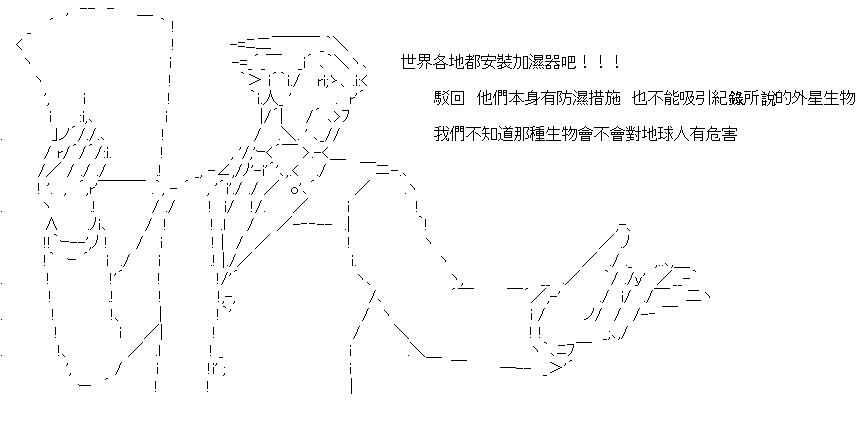 世界各地都安裝加濕器吧！！！
駁回　他們本身有防濕措施　也不能吸引紀錄所說的外星生物
我們不知道那種生物會不會對地球人有危害